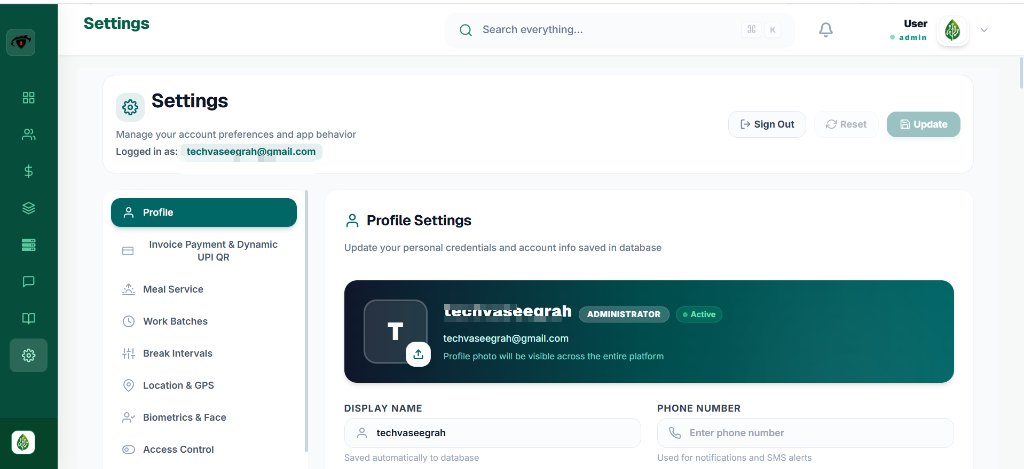 Settings
Search everything...
⌘ K
User
admin
Settings
Manage your account preferences and app behavior
Logged in as: techvaseegrah@gmail.com
Sign Out
Reset
Update
Profile
Invoice Payment & Dynamic
UPI QR
Meal Service
Work Batches
Break Intervals
Location & GPS
Biometrics & Face
Access Control
Profile Settings
Update your personal credentials and account info saved in database
T
techvaseegrah
ADMINISTRATOR
Active
techvaseegrah@gmail.com
Profile photo will be visible across the entire platform
DISPLAY NAME
techvaseegrah
Saved automatically to database
PHONE NUMBER
Enter phone number
Used for notifications and SMS alerts